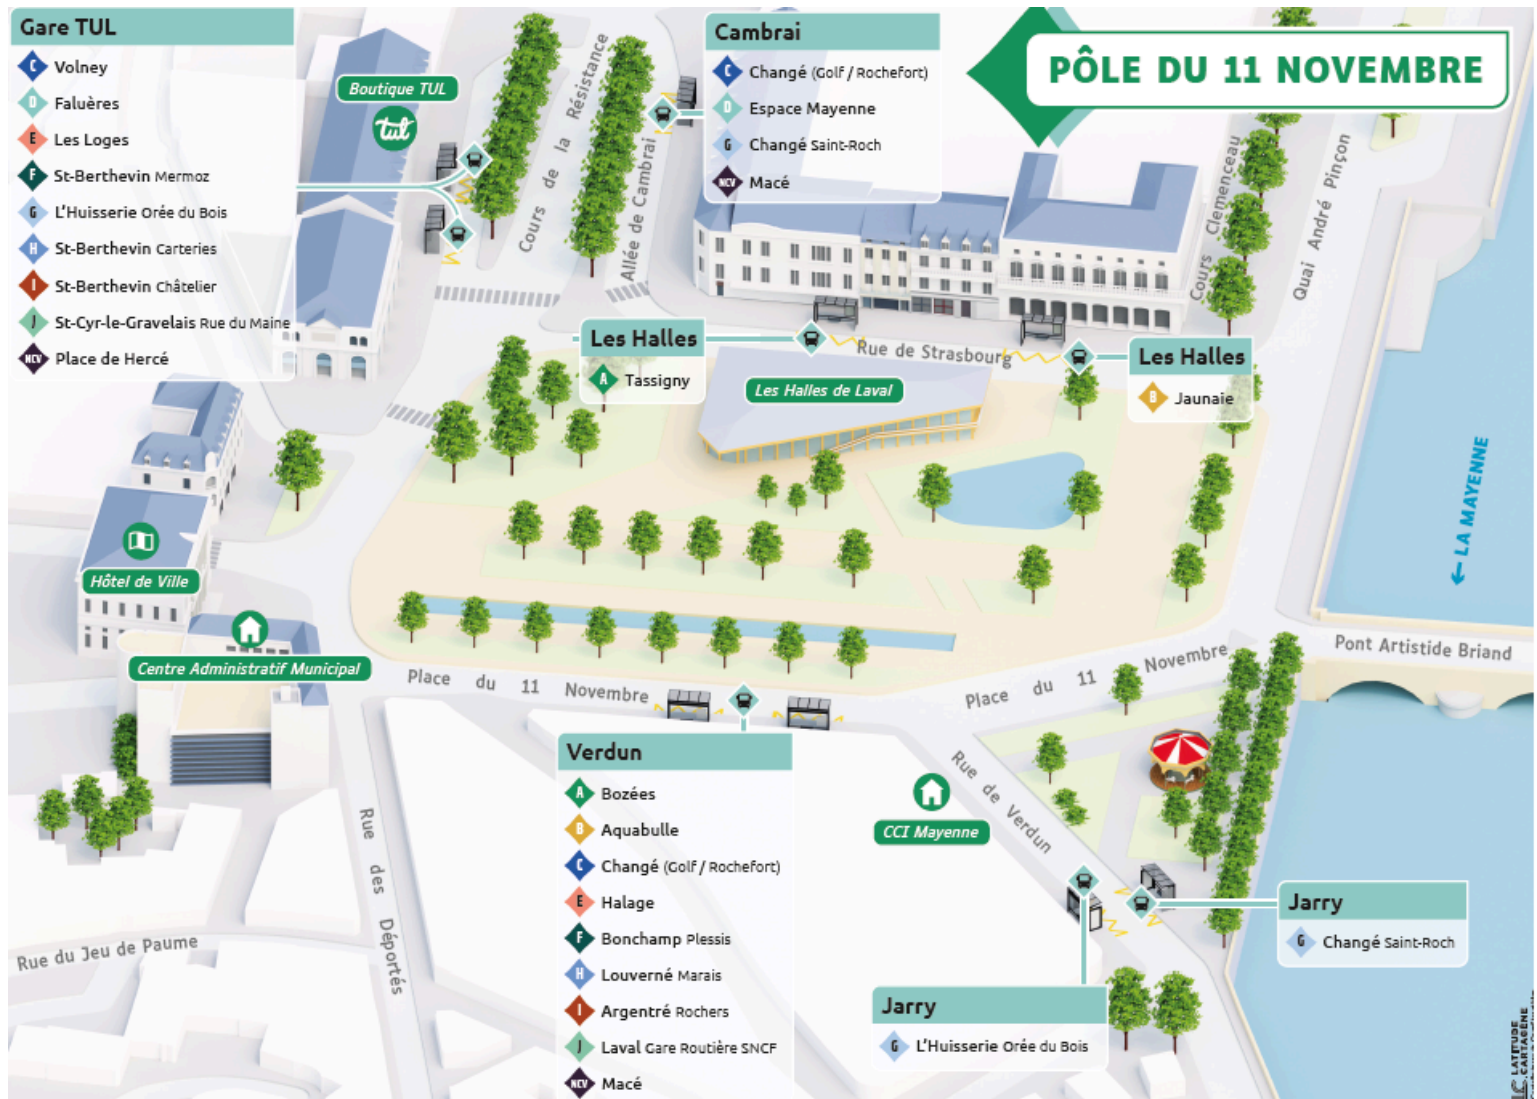 Gare TUL
C Volney
D Faluères
E Les Loges
F St-Berthevin Mermoz
G L'Huisserie Orée du Bois
H St-Berthevin Carteries
I St-Berthevin Châtelier
J St-Cyr-le-Gravelais Rue du Maine
NCV Place de Hercé
Boutique TUL
tul
Cours de la Résistance
Allée de Cambrai
Cambrai
C Changé (Golf / Rochefort)
D Espace Mayenne
G Changé Saint-Roch
NCV Macé
PÔLE DU 11 NOVEMBRE
Cours Clemenceau
Quai André Pinçon
Les Halles
A Tassigny
Rue de Strasbourg
Les Halles de Laval
Les Halles
B Jaunaie
← LA MAYENNE
Hôtel de Ville
Centre Administratif Municipal
Place du 11 Novembre
Place du 11 Novembre
Pont Artistide Briand
Verdun
A Bozées
B Aquabulle
C Changé (Golf / Rochefort)
E Halage
F Bonchamp Plessis
H Louverné Marais
I Argentré Rochers
J Laval Gare Routière SNCF
NCV Macé
Rue de Verdun
CCI Mayenne
Rue des Déportés
Rue du Jeu de Paume
Jarry
G Changé Saint-Roch
Jarry
G L'Huisserie Orée du Bois
LATITUDE
CARTAGÈNE